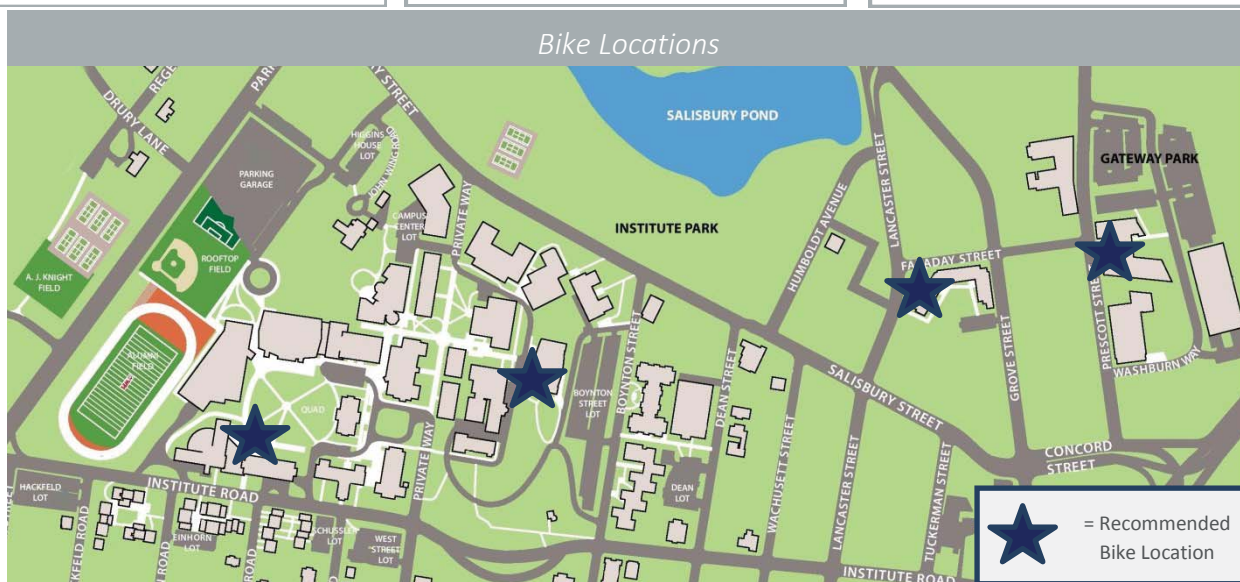 Bike Locations
DRURY LANE
PARKING
GARAGE
HIGGINS
HOUSE
LOT
SALISBURY POND
INSTITUTE PARK
LANCASTER STREET
HUMBOLDT AVENUE
GATEWAY PARK
CAMPUS
CENTER
LOT
PRIVATE WAY
ROOFTOP
FIELD
A. J. KNIGHT
FIELD
STREET
GROVE STREET
WASHBURN WAY
ALUMNI
FIELD
QUAD
BOYNTON
STREET
LOT
BOYNTON STREET
DEAN STREET
SALISBURY STREET
PRIVATE WAY
WACHUSETT STREET
LANCASTER STREET
TUCKERMAN STREET
CONCORD
STREET
HACKFELD
LOT
INSTITUTE ROAD
EINHORN
LOT
ROAD
ROAD
LOT
WEST
STREET
LOT
DEAN
LOT
INSTITUTE ROAD
= Recommended
Bike Location